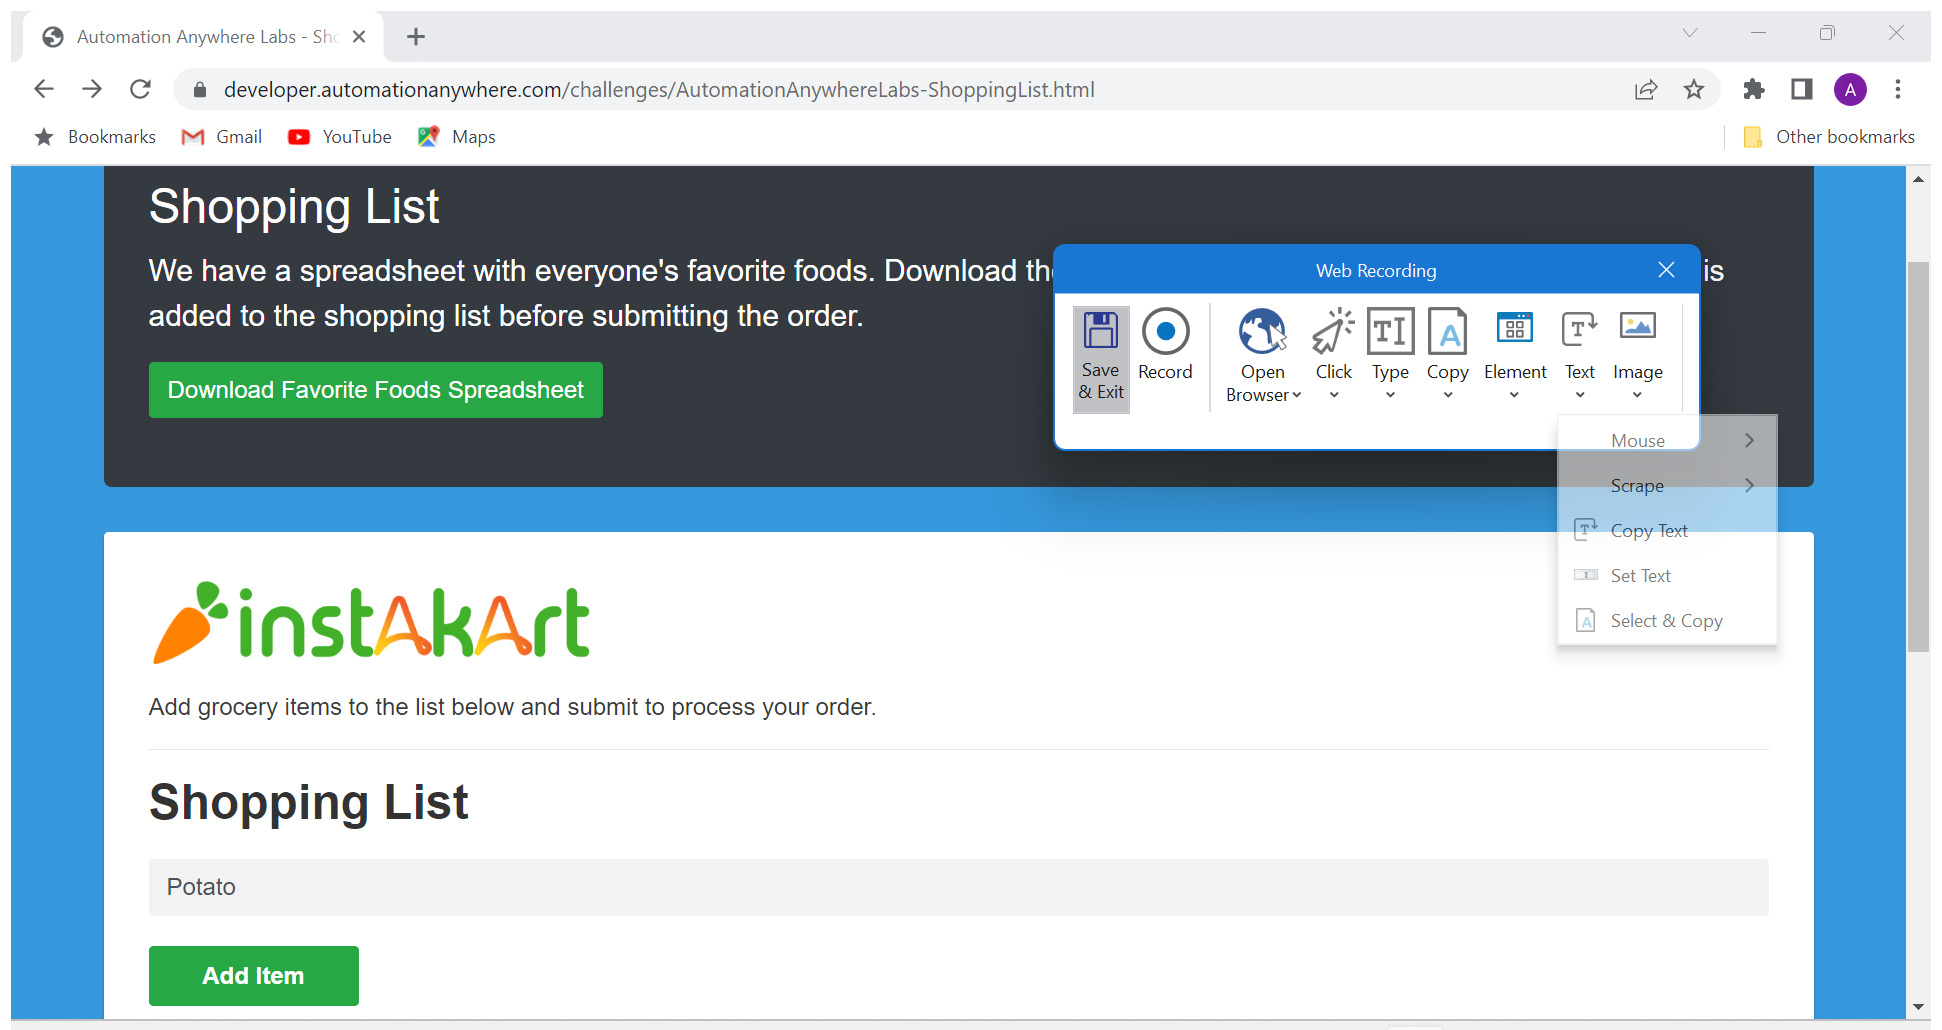 Automation Anywhere Labs - Sho
developer.automationanywhere.com/challenges/AutomationAnywhereLabs-ShoppingList.html
A
Bookmarks
Gmail
YouTube
Maps
Other bookmarks
Shopping List
We have a spreadsheet with everyone's favorite foods. Download the is
added to the shopping list before submitting the order.
Download Favorite Foods Spreadsheet
Web Recording
Save & Exit
Record
Open Browser
Click
Type
Copy
Element
Text
Image
Mouse
Scrape
Copy Text
Set Text
Select & Copy
instAkArt
Add grocery items to the list below and submit to process your order.
Shopping List
Potato
Add Item